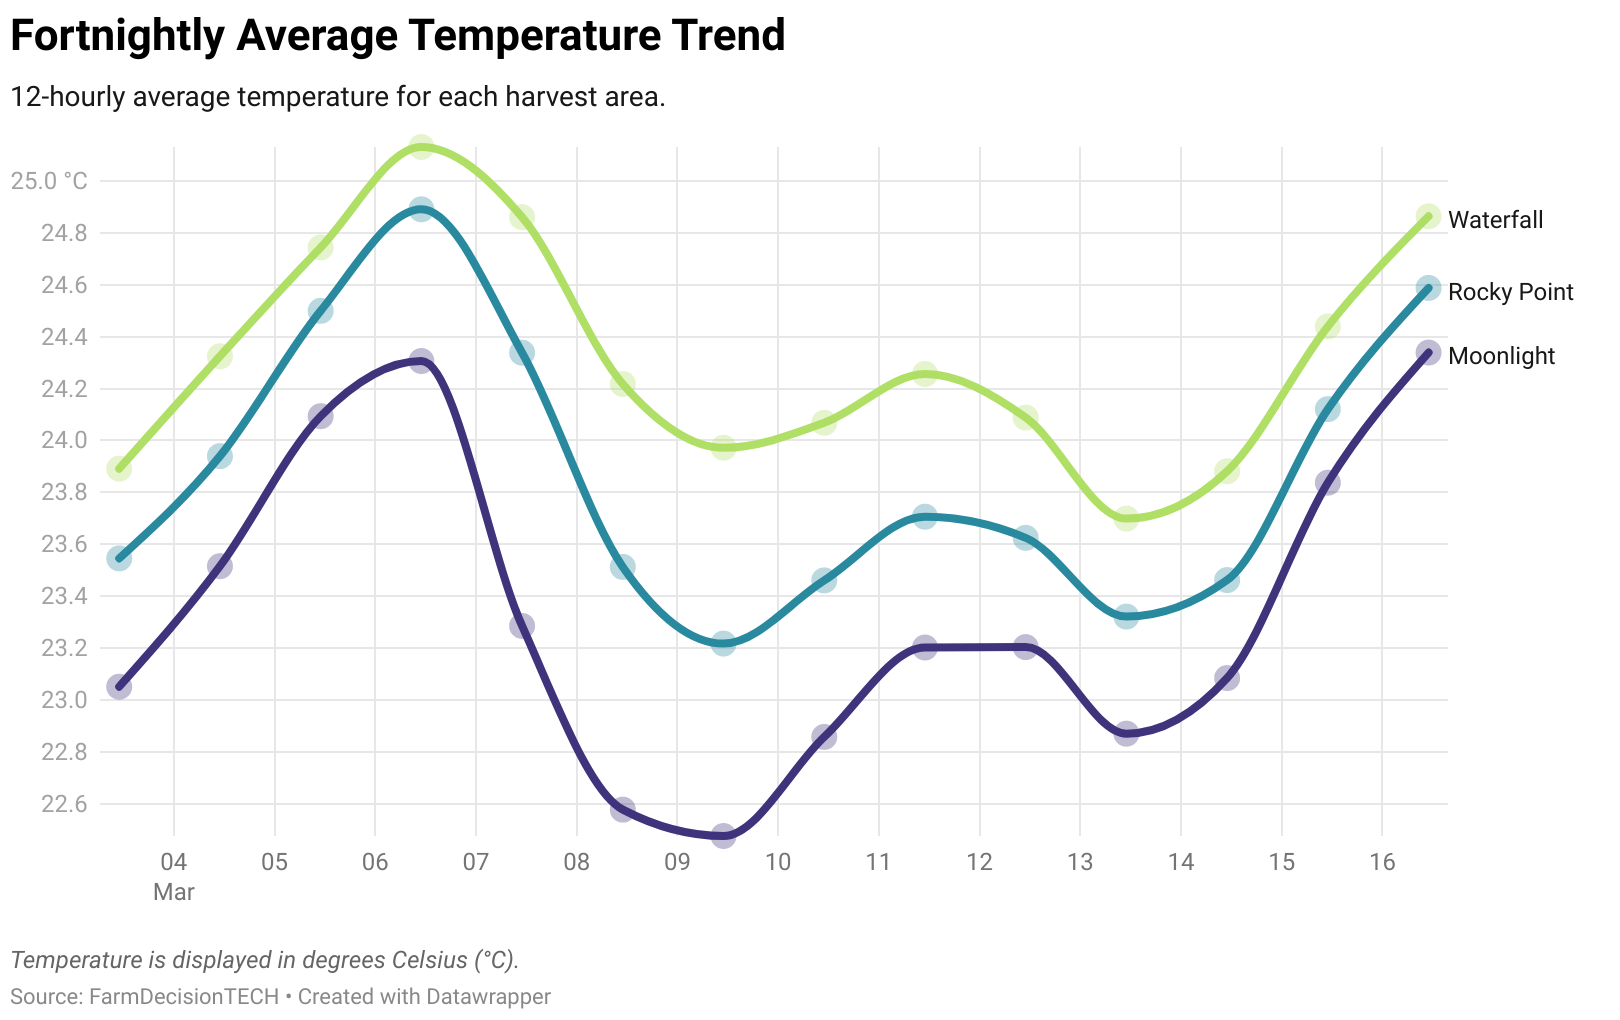 Fortnightly Average Temperature Trend
12-hourly average temperature for each harvest area.
25.0 °C
24.8
24.6
24.4
24.2
24.0
23.8
23.6
23.4
23.2
23.0
22.8
22.6
Waterfall
Rocky Point
Moonlight
04 05 06 07 08 09 10 11 12 13 14 15 16
Mar
Temperature is displayed in degrees Celsius (°C).
Source: FarmDecisionTECH • Created with Datawrapper